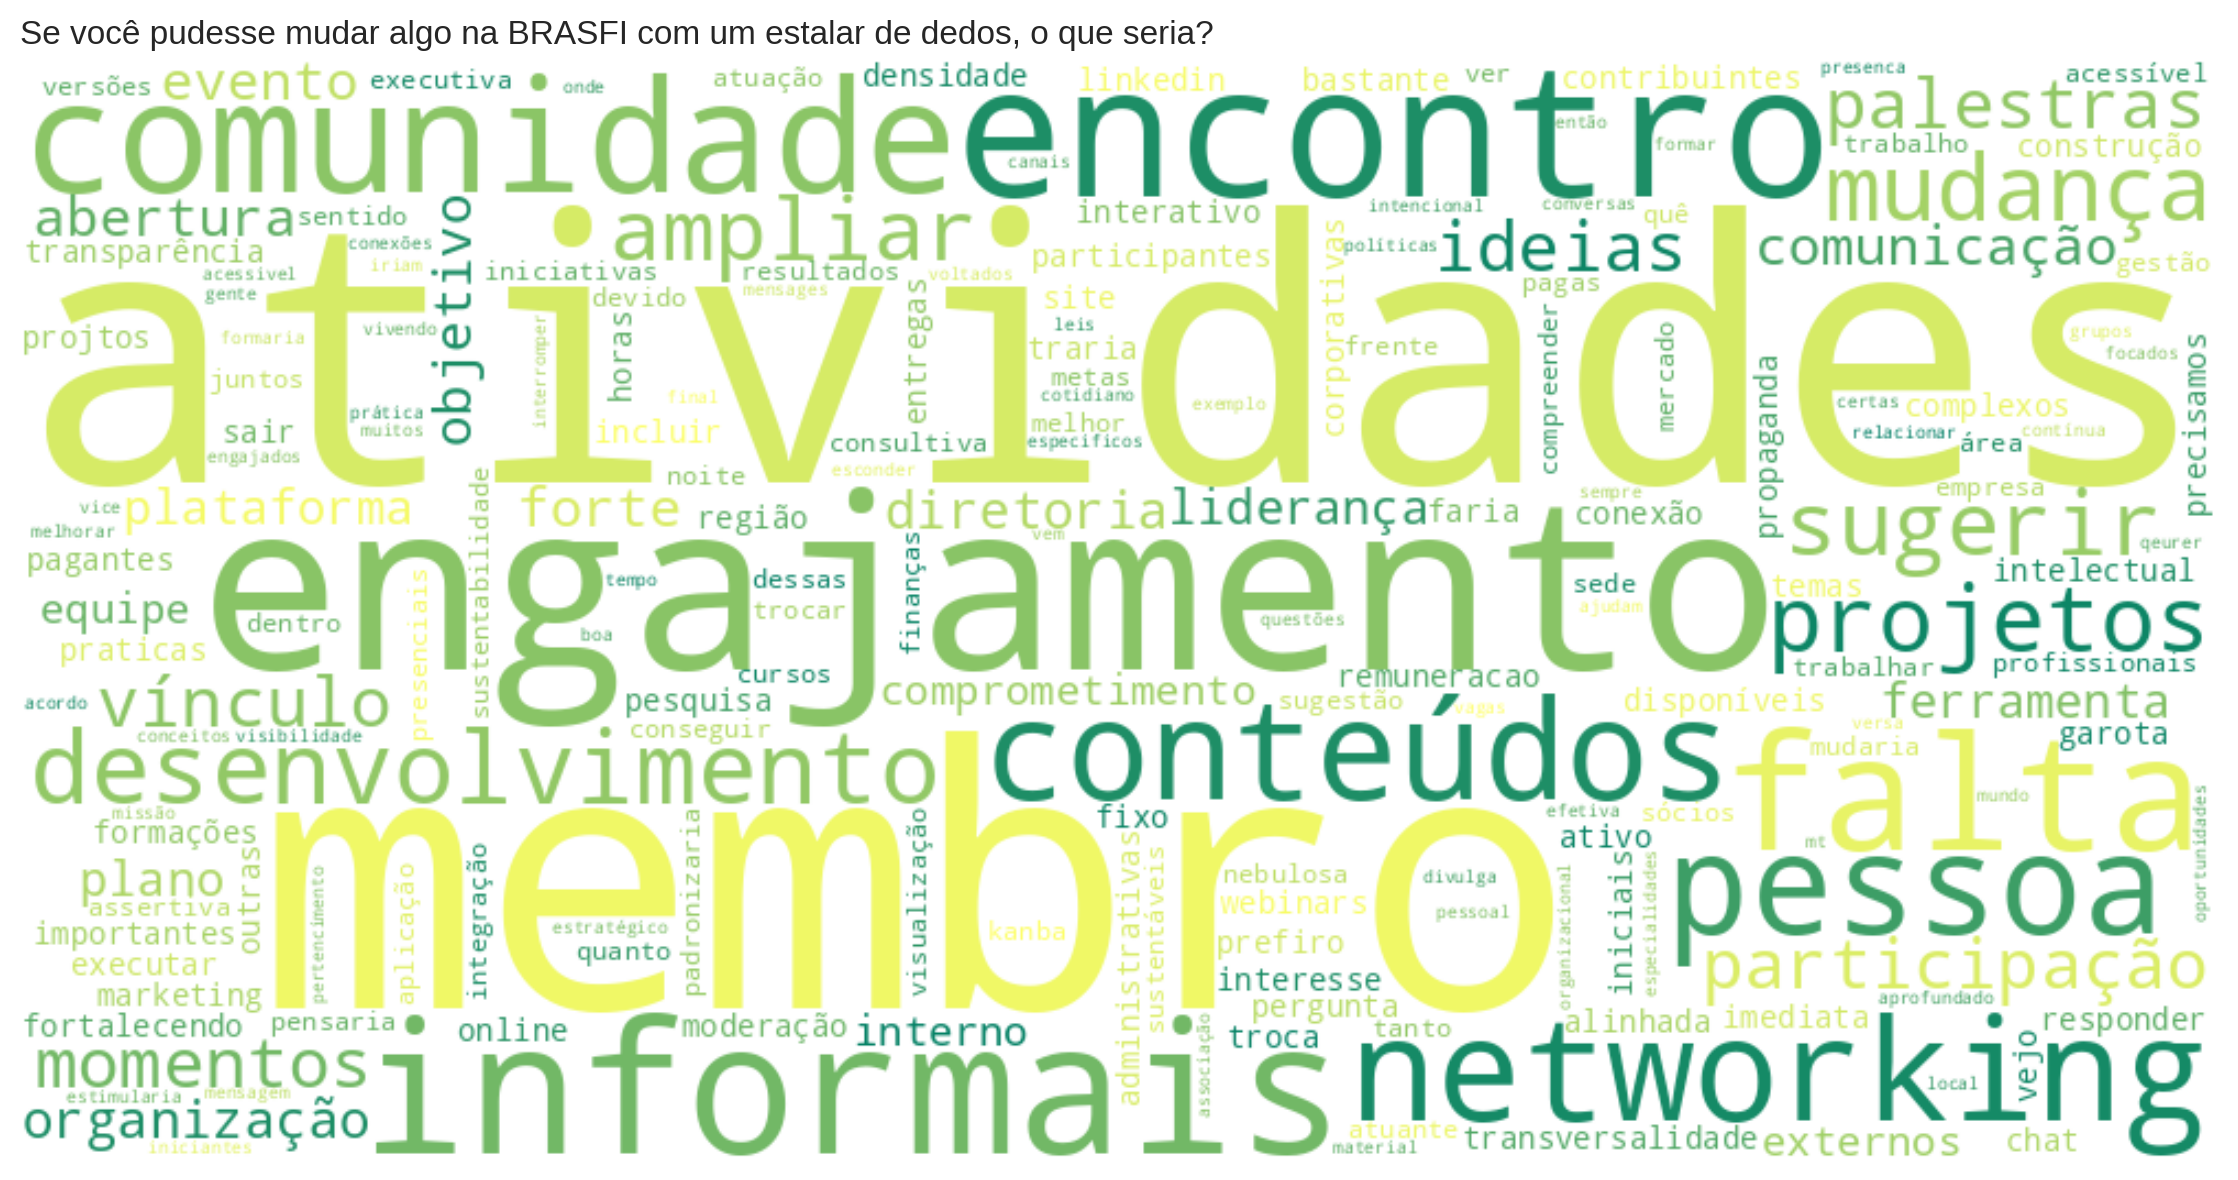 Se você pudesse mudar algo na BRASFI com um estalar de dedos, o que seria?
versões evento executiva onde atuação densidade linkedin bastante ver contribuintes presenca acessível
comunidade encontro palestras
canais então formar trabalho construção
mudança
abertura sentido ampliar interativo intencional conversas quê
transparência conexões objetivo participantes corporativas políticas ideias comunicação gestão
acessivel iriam iniciativas resultados voltados
gente devido mensages entregas site pagas
atividades
projtos formaria vivendo interromper horas leis traria frente compreender mercado propaganda grupos focados precisamos
juntos metas
prática final cotidiano exemplo certas complexos
sair muitos incluir melhor relacionar área continua
engajados consultiva especificos
noite esconder
vice plataforma sustentabilidade forte região diretoria liderança faria sempre conexão empresa
melhorar vem sugerir qeurer
pagantes presenciais engajamento finanças intelectual
equipe dentro tempo dessas trocar sede ajudam temas projetos
praticas boa questões
cursos trabalhar profissionais
acordo vínculo pesquisa comprometimento remuneracao sugestão vagas disponíveis ferramenta
conceitos visibilidade conseguir versa mudaria garota
desenvolvimento conteúdos falta
mundo oportunidades
missão fixo efetiva sócios
formações ativo mt
plano outras pertencimento aplicação integração membro padronizaria visualização administrativas sustentáveis nebulosa divulga organizacional iniciais especialidades pessoa
assertiva webinars pessoal
importantes estratégico kanba prefiro
executar quanto interesse participação
marketing pergunta aprofundado
fortalecendo pensaria online moderação interno associação troca tanto alinhada imediata vejo responder
momentos informais networking
estimularia mensagem local
organização
iniciantes material atuante transversalidade externos chat